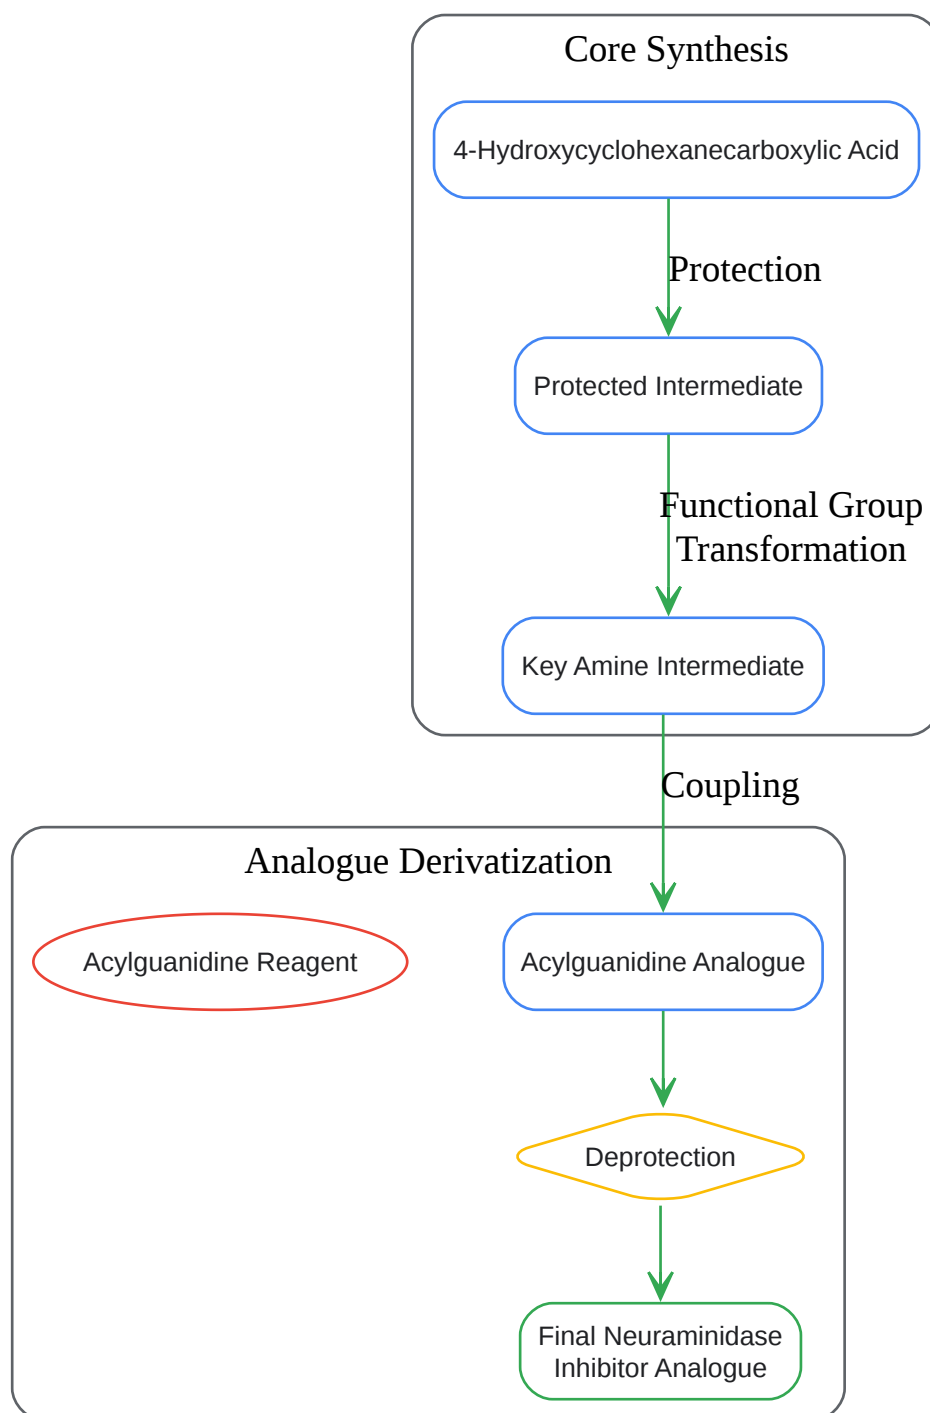 Core Synthesis
4-Hydroxycyclohexanecarboxylic Acid
Protection
Protected Intermediate
Functional Group
Transformation
Key Amine Intermediate
Coupling
Analogue Derivatization
Acylguanidine Reagent
Acylguanidine Analogue
Deprotection
Final Neuraminidase
Inhibitor Analogue